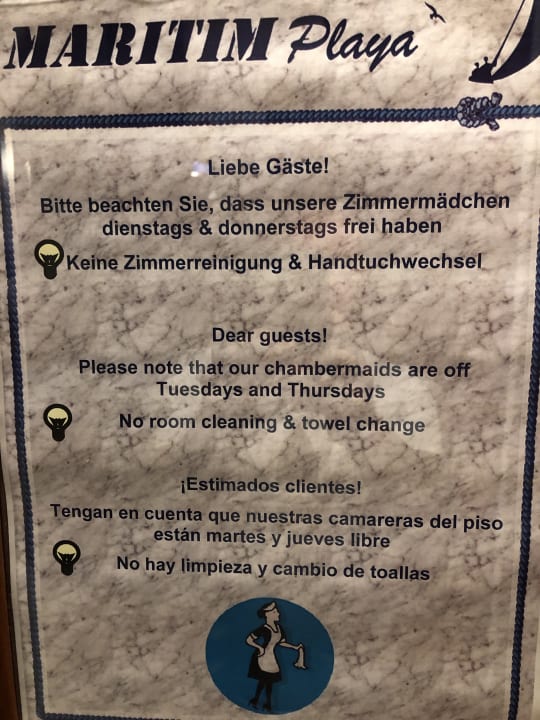 MARITIM Playa
Liebe Gäste!
Bitte beachten Sie, dass unsere Zimmermädchen
dienstags & donnerstags frei haben
Keine Zimmerreinigung & Handtuchwechsel
Dear guests!
Please note that our chambermaids are off
Tuesdays and Thursdays
No room cleaning & towel change
¡Estimados clientes!
Tengan en cuenta que nuestras camareras del piso
están martes y jueves libre
No hay limpieza y cambio de toallas